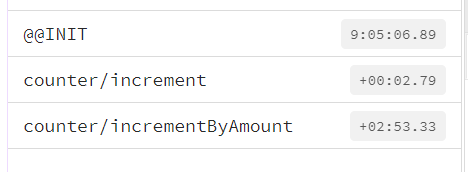 @@INIT 9:05:06.89
counter/increment +00:02.79
counter/incrementByAmount +02:53.33